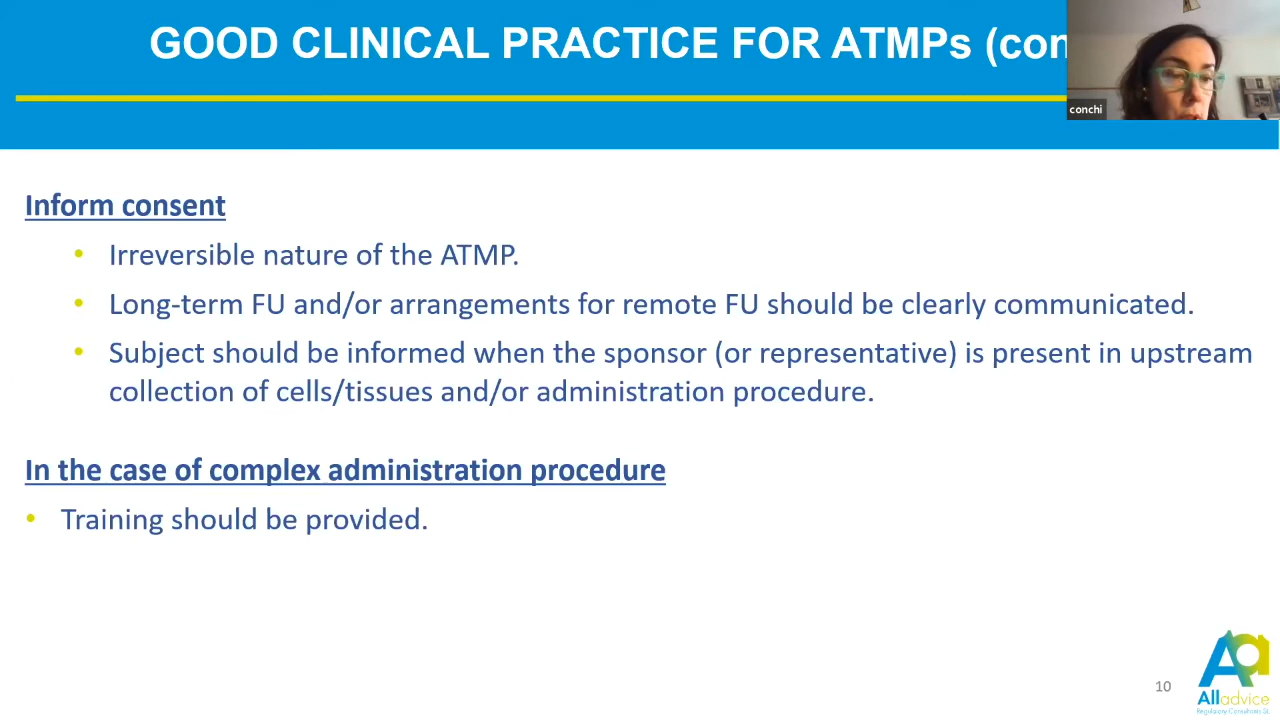 GOOD CLINICAL PRACTICE FOR ATMPs (con
conchi
Inform consent
• Irreversible nature of the ATMP.
• Long-term FU and/or arrangements for remote FU should be clearly communicated.
• Subject should be informed when the sponsor (or representative) is present in upstream
collection of cells/tissues and/or administration procedure.
In the case of complex administration procedure
• Training should be provided.
10
Alladvice
Regulatory Consultants SL